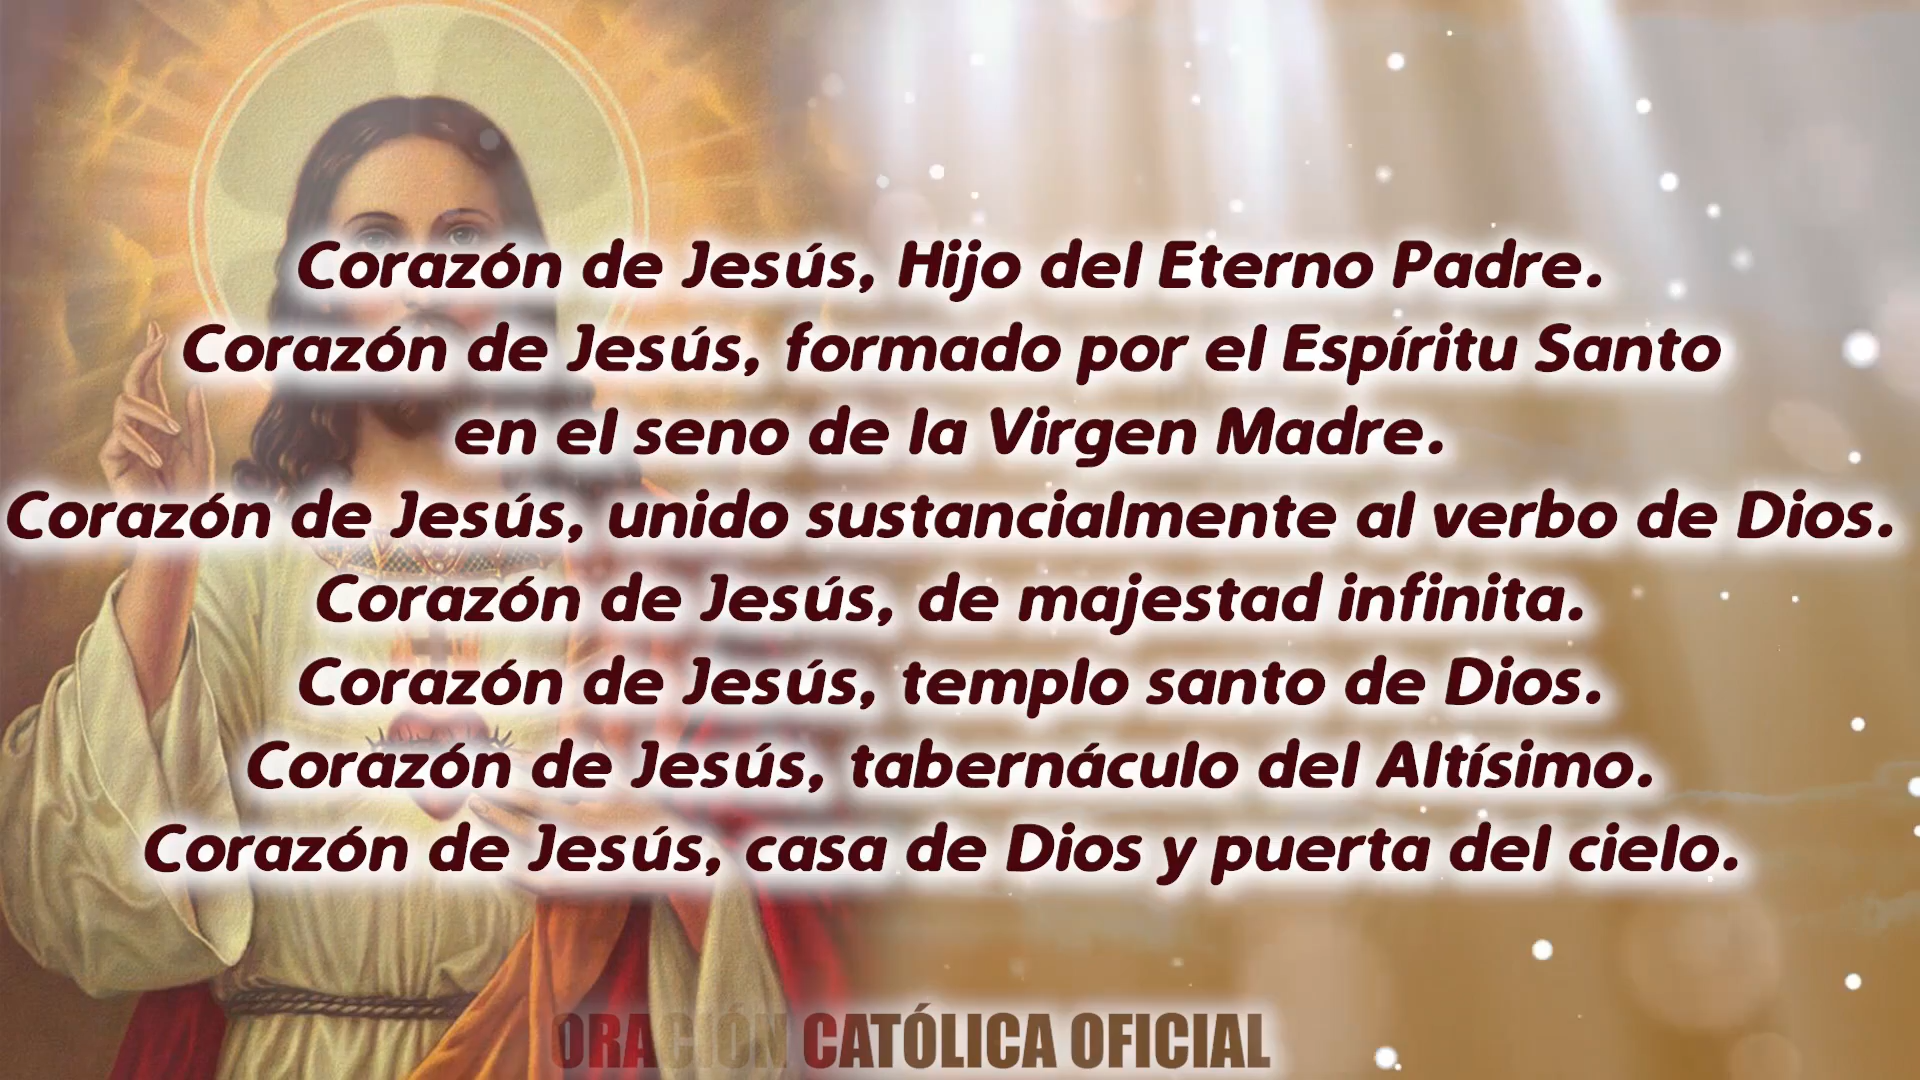 Corazón de Jesús, Hijo del Eterno Padre.
Corazón de Jesús, formado por el Espíritu Santo
en el seno de la Virgen Madre.
Corazón de Jesús, unido sustancialmente al verbo de Dios.
Corazón de Jesús, de majestad infinita.
Corazón de Jesús, templo santo de Dios.
Corazón de Jesús, tabernáculo del Altísimo.
Corazón de Jesús, casa de Dios y puerta del cielo.
ORACIÓN CATÓLICA OFICIAL